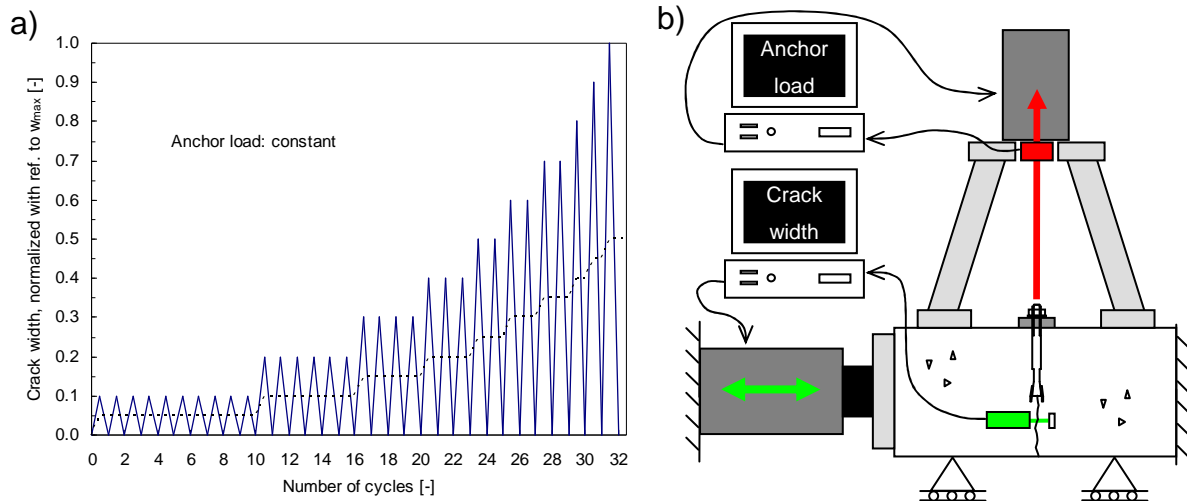 a)
Crack width, normalized with ref. to wmax [-]
1.0
0.9
0.8
0.7
0.6
0.5
0.4
0.3
0.2
0.1
0.0
Anchor load: constant
0 2 4 6 8 10 12 14 16 18 20 22 24 26 28 30 32
Number of cycles [-]
b)
Anchor
load
Crack
width